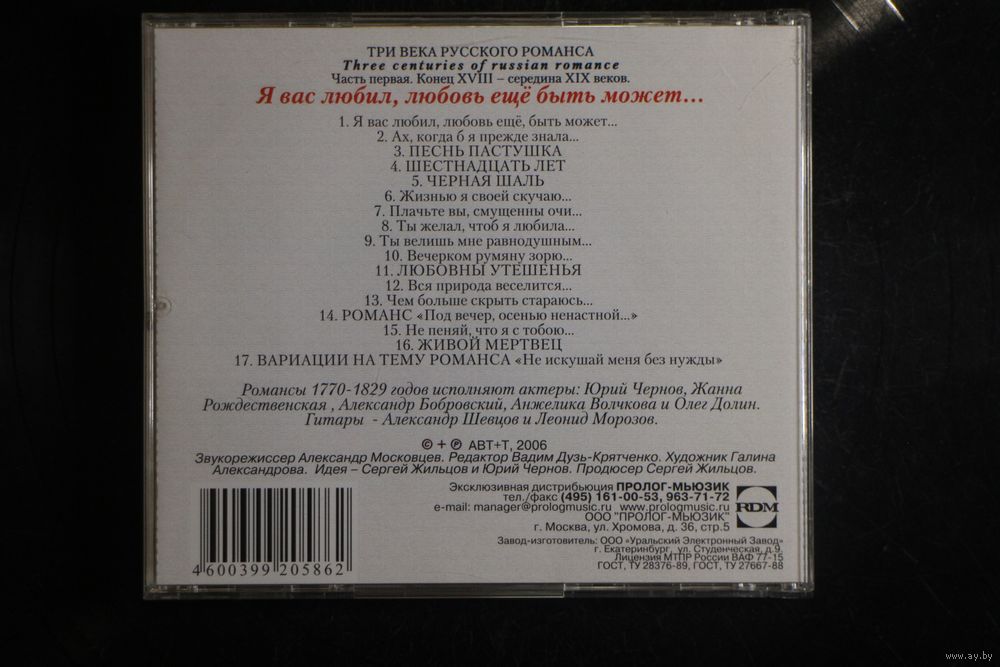 ТРИ ВЕКА РУССКОГО РОМАНСА
Three centuries of russian romance
Часть первая. Конец XVIII – середина XIX веков.
Я вас любил, любовь ещё быть может...
1. Я вас любил, любовь ещё, быть может...
2. Ах, когда б я прежде знала...
3. ПЕСНЬ ПАСТУШКА
4. ШЕСТНАДЦАТЬ ЛЕТ
5. ЧЕРНАЯ ШАЛЬ
6. Жизнью я своей скучаю...
7. Плачьте вы, смущенны очи...
8. Ты желал, чтоб я любила...
9. Ты велишь мне равнодушным...
10. Вечерком румяну зорю...
11. ЛЮБОВНЫ УТЕШЕНЬЯ
12. Вся природа веселится...
13. Чем больше скрыть стараюсь...
14. РОМАНС «Под вечер, осенью ненастной...»
15. Не пеняй, что я с тобою...
16. ЖИВОЙ МЕРТВЕЦ
17. ВАРИАЦИИ НА ТЕМУ РОМАНСА «Не искушай меня без нужды»
Романсы 1770-1829 годов исполняют актеры: Юрий Чернов, Жанна
Рождественская , Александр Бобровский, Анжелика Волчкова и Олег Долин.
Гитары - Александр Шевцов и Леонид Морозов.
© + ℗ АВТ+Т, 2006
Звукорежиссер Александр Московцев. Редактор Вадим Дузь-Крятченко. Художник Галина
Александрова. Идея – Сергей Жильцов и Юрий Чернов. Продюсер Сергей Жильцов.
Эксклюзивная дистрибьюция ПРОЛОГ-МЬЮЗИК
тел./факс (495) 161-00-53, 963-71-72
e-mail: manager@prologmusic.ru www.prologmusic.ru
ООО "ПРОЛОГ-МЬЮЗИК"
г. Москва, ул. Хромова, д. 36, стр.5
RDM
Завод-изготовитель: ООО «Уральский Электронный Завод»
г. Екатеринбург, ул. Студенческая, д.9.
Лицензия МТПР России ВАФ 77-15
ГОСТ, ТУ 28376-89, ГОСТ, ТУ 27667-88
4 600399 205862
www.ay.by